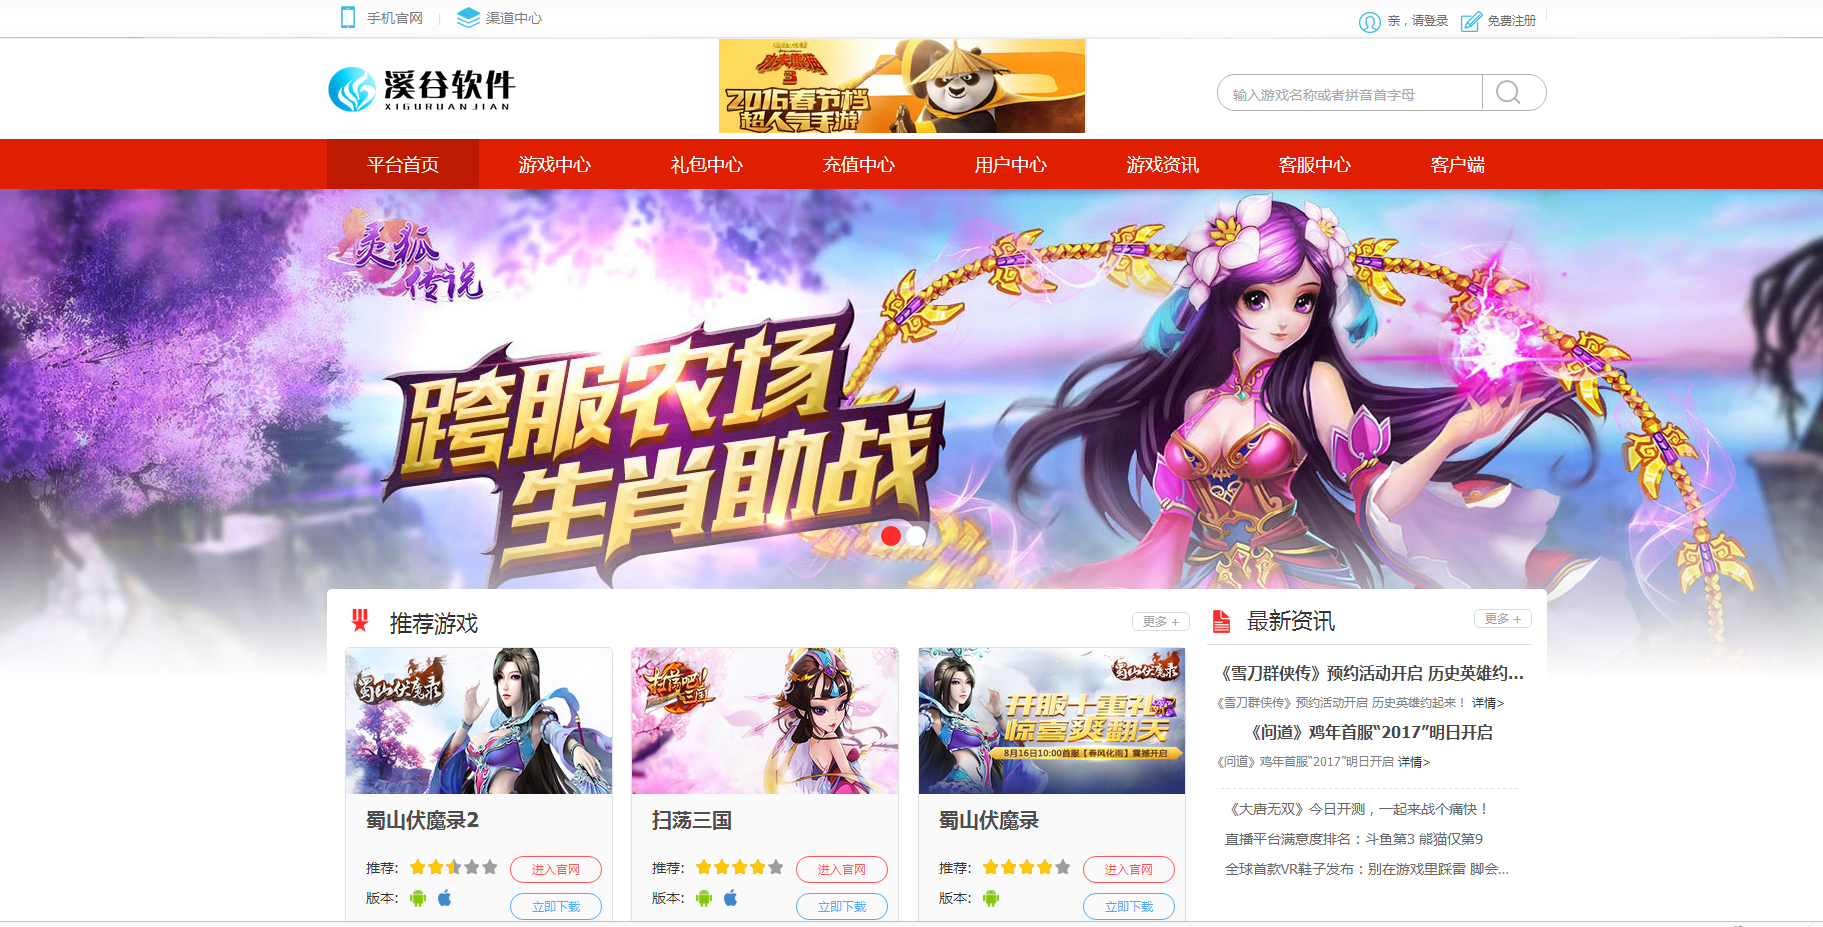 手机官网 | 渠道中心
亲，请登录 免费注册
溪谷软件
XIGURUANJIAN
功夫熊猫
3
2016春节档
超人气手游
输入游戏名称或者拼音首字母
平台首页 游戏中心 礼包中心 充值中心 用户中心 游戏资讯 客服中心 客户端
灵狐
传说
跨服农场
生肖助战
推荐游戏
更多 +
蜀山伏魔录
蜀山伏魔录2
推荐：
进入官网
版本：
立即下载
扫荡吧!
三国
扫荡三国
推荐：
进入官网
版本：
立即下载
蜀山伏魔录
开服十重礼
惊喜爽翻天
8月16日10:00首服【春风化雨】震撼开启
蜀山伏魔录
推荐：
进入官网
版本：
立即下载
最新资讯
更多 +
《雪刀群侠传》预约活动开启 历史英雄约...
《雪刀群侠传》预约活动开启 历史英雄约起来！ 详情>
《问道》鸡年首服“2017”明日开启
《问道》鸡年首服“2017”明日开启 详情>
《大唐无双》今日开测，一起来战个痛快！
直播平台满意度排名：斗鱼第3 熊猫仅第9
全球首款VR鞋子发布：别在游戏里踩雷 脚会...